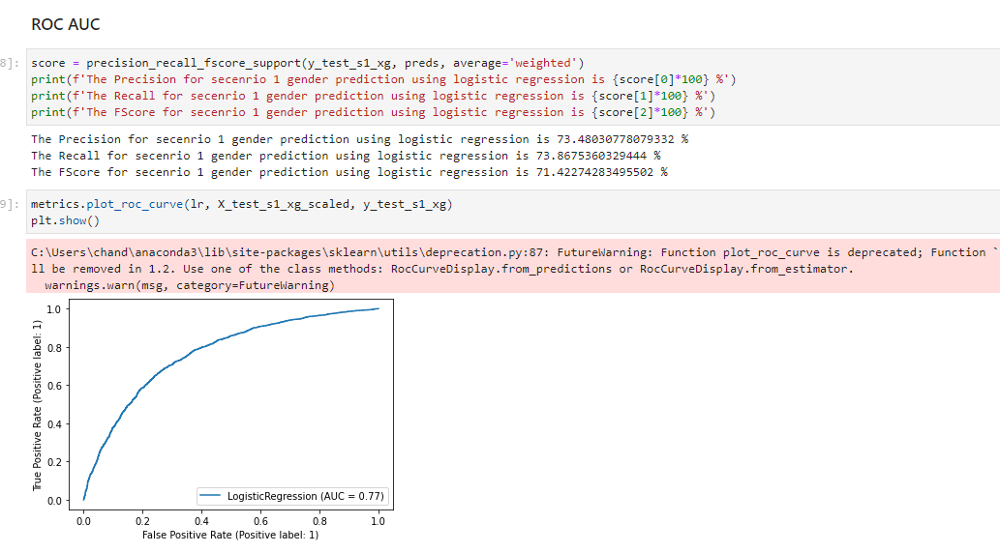 ROC AUC
8]: score = precision_recall_fscore_support(y_test_s1_xg, preds, average='weighted')
print(f'The Precision for secenrio 1 gender prediction using logistic regression is {score[0]*100} %')
print(f'The Recall for secenrio 1 gender prediction using logistic regression is {score[1]*100} %')
print(f'The FScore for secenrio 1 gender prediction using logistic regression is {score[2]*100} %')
The Precision for secenrio 1 gender prediction using logistic regression is 73.48030778079332 %
The Recall for secenrio 1 gender prediction using logistic regression is 73.8675360329444 %
The FScore for secenrio 1 gender prediction using logistic regression is 71.42274283495502 %
9]: metrics.plot_roc_curve(lr, X_test_s1_xg_scaled, y_test_s1_xg)
plt.show()
C:\Users\chand\anaconda3\lib\site-packages\sklearn\utils\deprecation.py:87: FutureWarning: Function plot_roc_curve is deprecated; Function `
ll be removed in 1.2. Use one of the class methods: RocCurveDisplay.from_predictions or RocCurveDisplay.from_estimator.
warnings.warn(msg, category=FutureWarning)
True Positive Rate (Positive label: 1)
1.0
0.8
0.6
0.4
0.2
0.0
LogisticRegression (AUC = 0.77)
0.0 0.2 0.4 0.6 0.8 1.0
False Positive Rate (Positive label: 1)